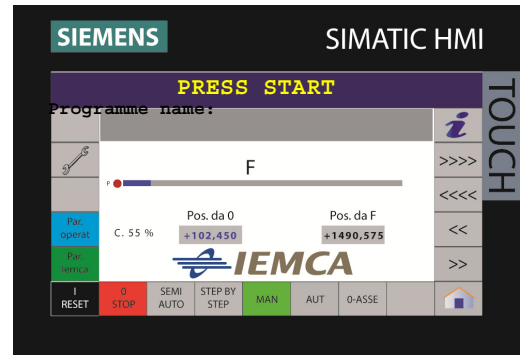 SIEMENS
SIMATIC HMI
TOUCH
PRESS START
Programme name:
i
F
>>>>
P
<<<<
Par.
operat
C. 55 %
Pos. da 0
+102,450
Pos. da F
+1490,575
<<
Par.
Iemca
IEMCA
>>
I
RESET
0
STOP
SEMI
AUTO
STEP BY
STEP
MAN
AUT
0-ASSE